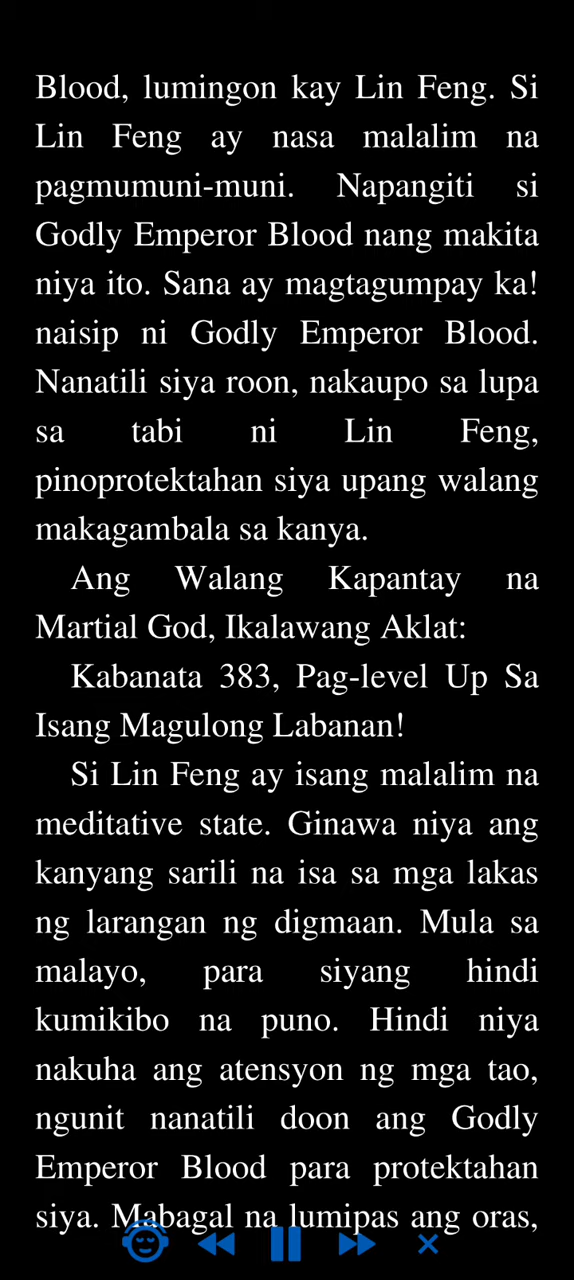 Blood, lumingon kay Lin Feng. Si
Lin Feng ay nasa malalim na
pagmumuni-muni. Napangiti si
Godly Emperor Blood nang makita
niya ito. Sana ay magtagumpay ka!
naisip ni Godly Emperor Blood.
Nanatili siya roon, nakaupo sa lupa
sa tabi ni Lin Feng,
pinoprotektahan siya upang walang
makagambala sa kanya.
Ang Walang Kapantay na
Martial God, Ikalawang Aklat:
Kabanata 383, Pag-level Up Sa
Isang Magulong Labanan!
Si Lin Feng ay isang malalim na
meditative state. Ginawa niya ang
kanyang sarili na isa sa mga lakas
ng larangan ng digmaan. Mula sa
malayo, para siyang hindi
kumikibo na puno. Hindi niya
nakuha ang atensyon ng mga tao,
ngunit nanatili doon ang Godly
Emperor Blood para protektahan
siya. Mabagal na lumipas ang oras,